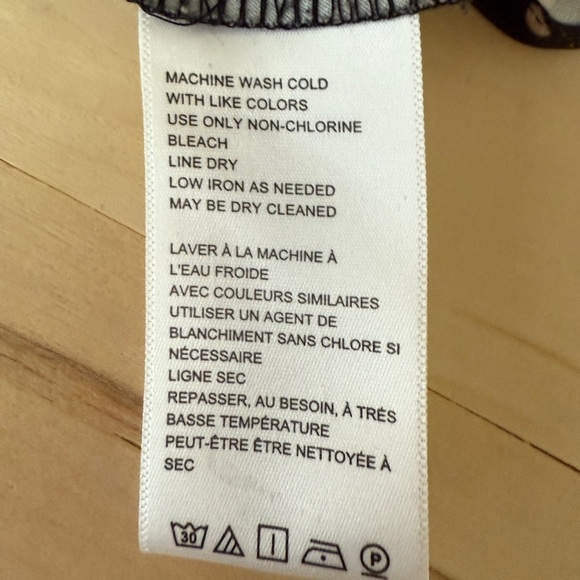 MACHINE WASH COLD
WITH LIKE COLORS
USE ONLY NON-CHLORINE
BLEACH
LINE DRY
LOW IRON AS NEEDED
MAY BE DRY CLEANED
LAVER À LA MACHINE À
L'EAU FROIDE
AVEC COULEURS SIMILAIRES
UTILISER UN AGENT DE
BLANCHIMENT SANS CHLORE SI
NÉCESSAIRE
LIGNE SEC
REPASSER, AU BESOIN, À TRÉS
BASSE TEMPÉRATURE
PEUT-ÊTRE ÊTRE NETTOYÉE À
SEC
30 P